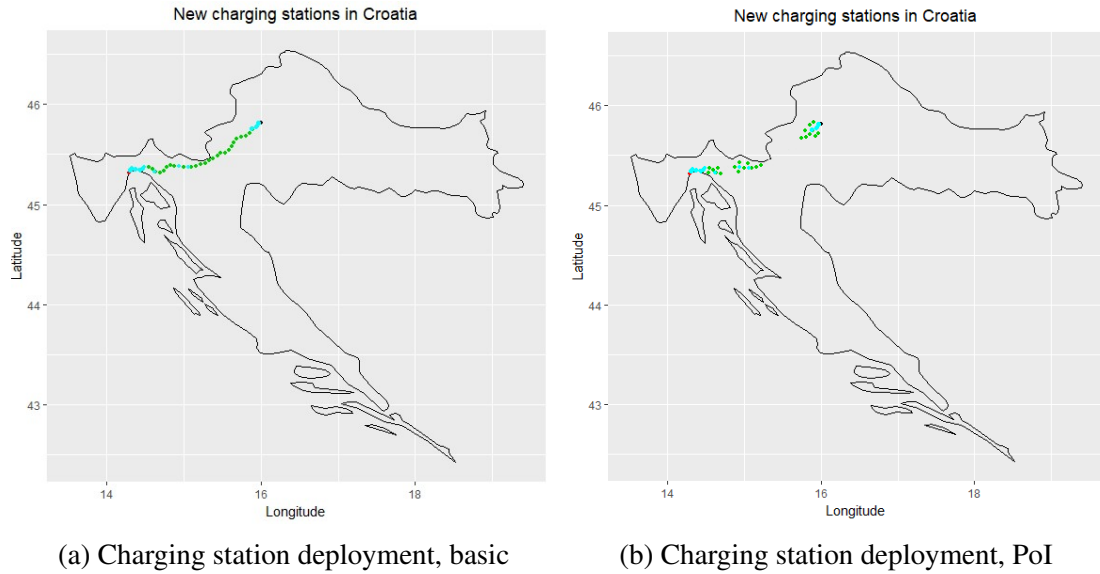 New charging stations in Croatia
46
45
44
43
Latitude
14
16
18
Longitude
(a) Charging station deployment, basic
New charging stations in Croatia
46
45
44
43
Latitude
14
16
18
Longitude
(b) Charging station deployment, PoI